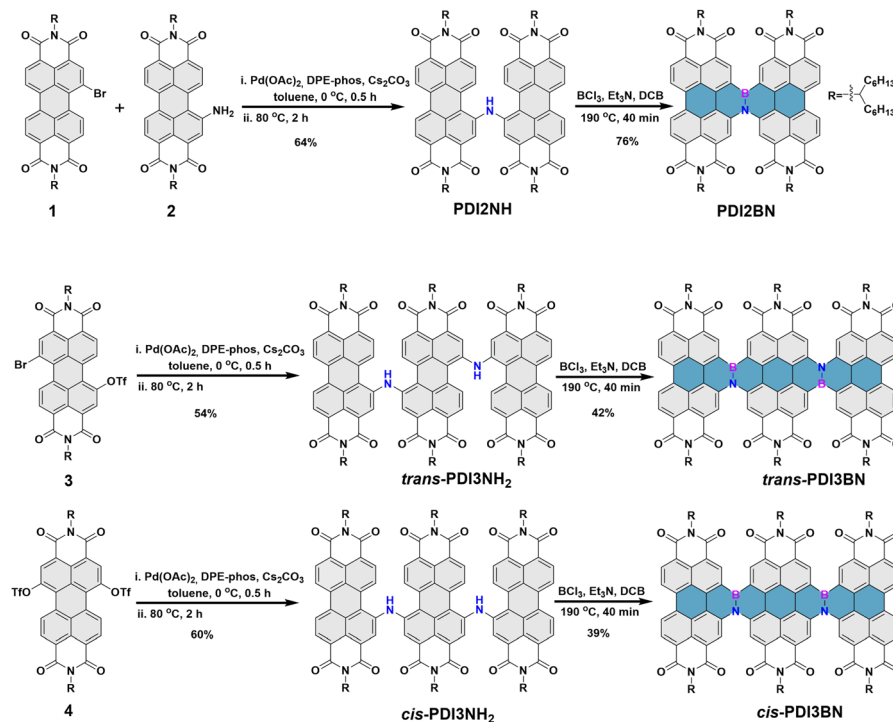 R R R R R R R R
O N O O N O O N O O N O O N O O N O
Br
+
NH2
i. Pd(OAc)2, DPE-phos, Cs2CO3
toluene, 0 °C, 0.5 h
ii. 80 °C, 2 h
64%
H
N
BCl3, Et3N, DCB
190 °C, 40 min
76%
B
N
R=
C6H13
C6H13
O N O O N O O N O O N O O N O O N O
R R R R R R
1 2 PDI2NH PDI2BN
R R R R R R R
O N O O N O O N O O N O O N O O N O O N O
Br
OTf
i. Pd(OAc)2, DPE-phos, Cs2CO3
toluene, 0 °C, 0.5 h
ii. 80 °C, 2 h
54%
H
N
N
H
BCl3, Et3N, DCB
190 °C, 40 min
42%
B N
N B
O N O O N O O N O O N O O N O O N O O N O
R R R R R R R
3 trans-PDI3NH2 trans-PDI3BN
R R R R R R R
O N O O N O O N O O N O O N O O N O O N O
TfO OTf
i. Pd(OAc)2, DPE-phos, Cs2CO3
toluene, 0 °C, 0.5 h
ii. 80 °C, 2 h
60%
H H
N N
BCl3, Et3N, DCB
190 °C, 40 min
39%
B B
N N
O N O O N O O N O O N O O N O O N O O N O
R R R R R R R
4 cis-PDI3NH2 cis-PDI3BN